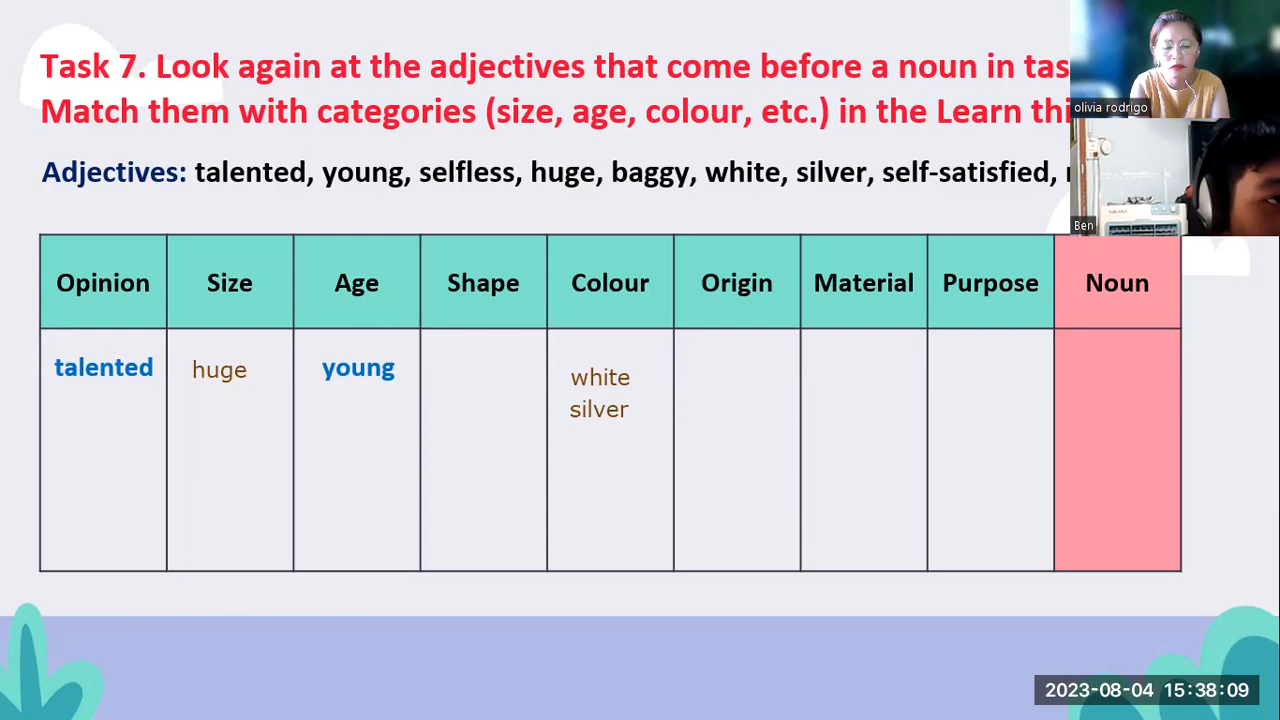 Task 7. Look again at the adjectives that come before a noun in
Match them with categories (size, age, colour, etc.) in the Learn
Adjectives: talented, young, selfless, huge, baggy, white, silver, self-satisfied,
olivia rodrigo
Ben
Opinion Size Age Shape Colour Origin Material Purpose Noun
talented huge young white
silver
2023-08-04 15:38:09